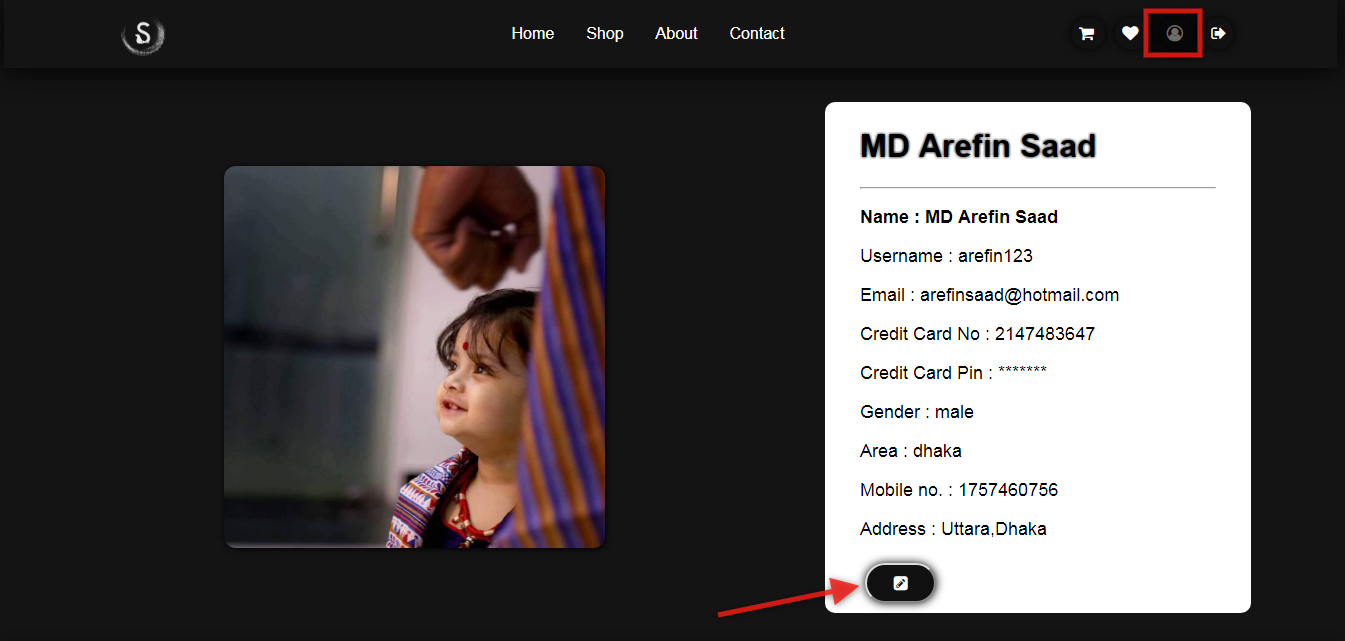 S
Home Shop About Contact
MD Arefin Saad
Name : MD Arefin Saad
Username : arefin123
Email : arefinsaad@hotmail.com
Credit Card No : 2147483647
Credit Card Pin : *******
Gender : male
Area : dhaka
Mobile no. : 1757460756
Address : Uttara,Dhaka